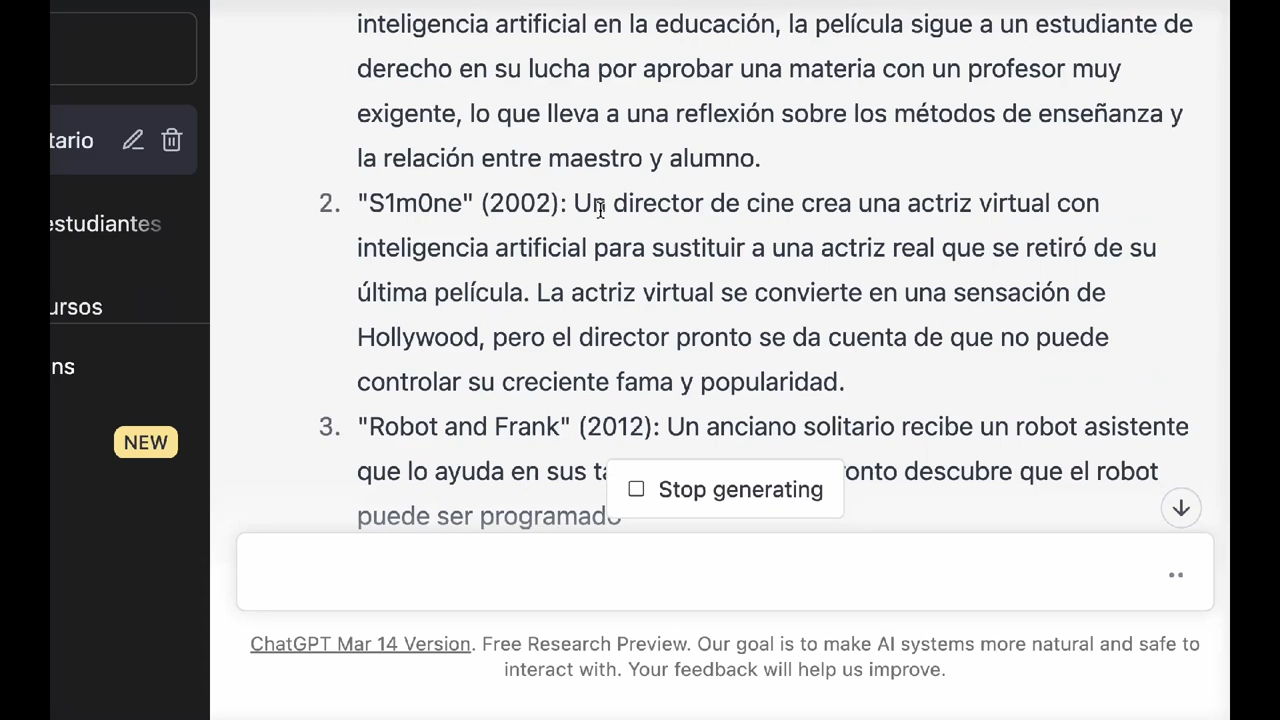 tario
estudiantes
ursos
ns
NEW
inteligencia artificial en la educación, la película sigue a un estudiante de
derecho en su lucha por aprobar una materia con un profesor muy
exigente, lo que lleva a una reflexión sobre los métodos de enseñanza y
la relación entre maestro y alumno.
2. "S1m0ne" (2002): Un director de cine crea una actriz virtual con
inteligencia artificial para sustituir a una actriz real que se retiró de su
última película. La actriz virtual se convierte en una sensación de
Hollywood, pero el director pronto se da cuenta de que no puede
controlar su creciente fama y popularidad.
3. "Robot and Frank" (2012): Un anciano solitario recibe un robot asistente
que lo ayuda en sus ta ronto descubre que el robot
puede ser programado
Stop generating
ChatGPT Mar 14 Version. Free Research Preview. Our goal is to make AI systems more natural and safe to
interact with. Your feedback will help us improve.